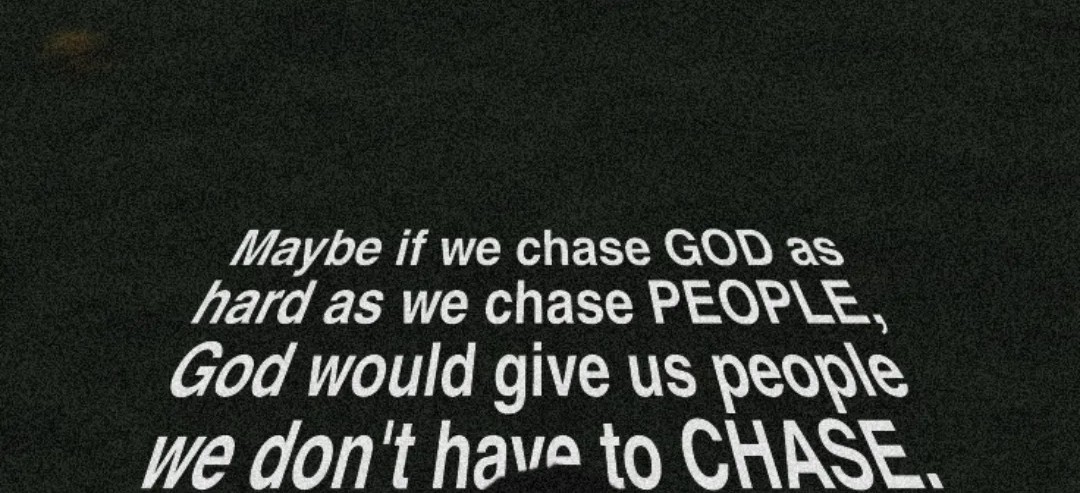 Maybe if we chase GOD as
hard as we chase PEOPLE,
God would give us people
we don't have to CHASE.